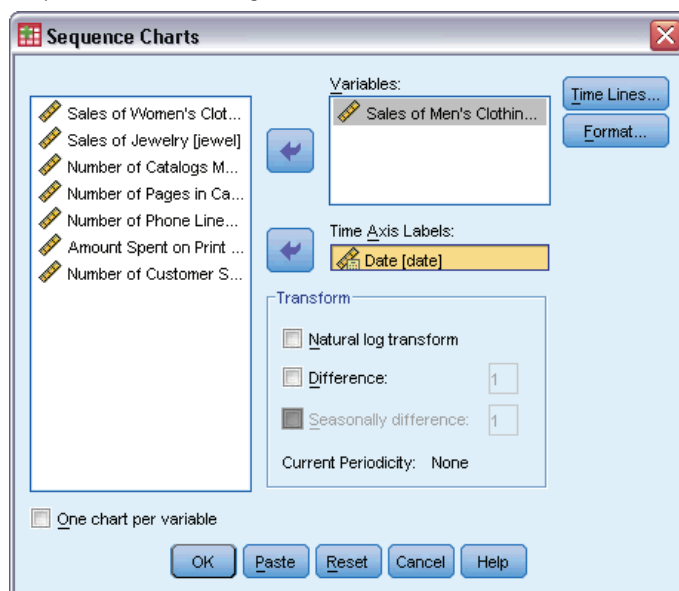 Sequence Charts
Variables:
Sales of Women's Clot...
Sales of Jewelry [jewel]
Number of Catalogs M...
Number of Pages in Ca...
Number of Phone Line...
Amount Spent on Print ...
Number of Customer S...
Sales of Men's Clothin...
Time Lines...
Format...
Time Axis Labels:
Date [date]
Transform
Natural log transform
Difference: 1
Seasonally difference: 1
Current Periodicity: None
One chart per variable
OK Paste Reset Cancel Help